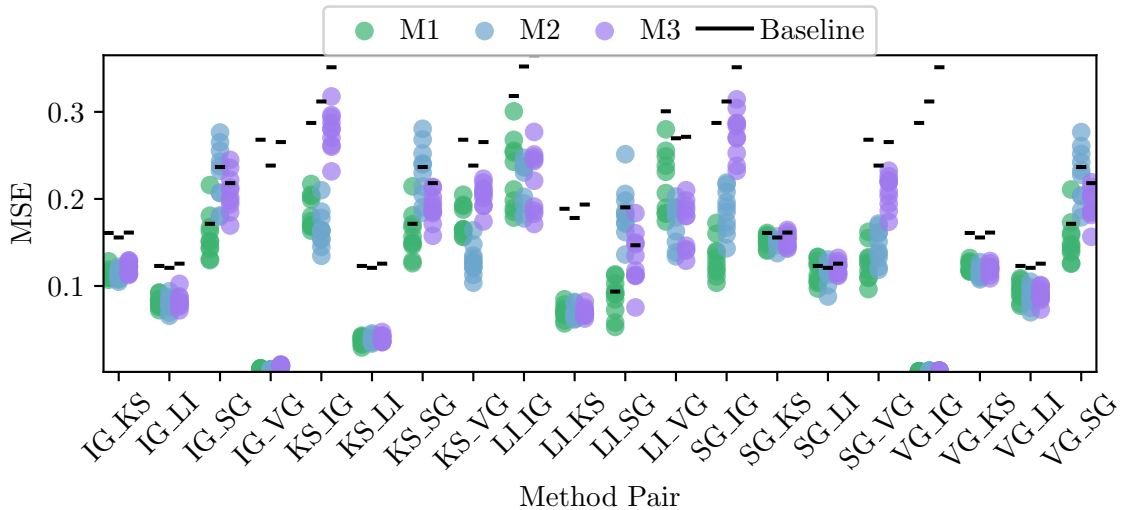 M1 M2 M3 Baseline
0.3
0.2
0.1
MSE
IG_KS IG_LI IG_SG IG_VG KS_IG KS_LI KS_SG KS_VG LI_IG LI_KS LI_SG LI_VG SG_IG SG_KS SG_LI SG_VG VG_IG VG_KS VG_LI VG_SG
Method Pair